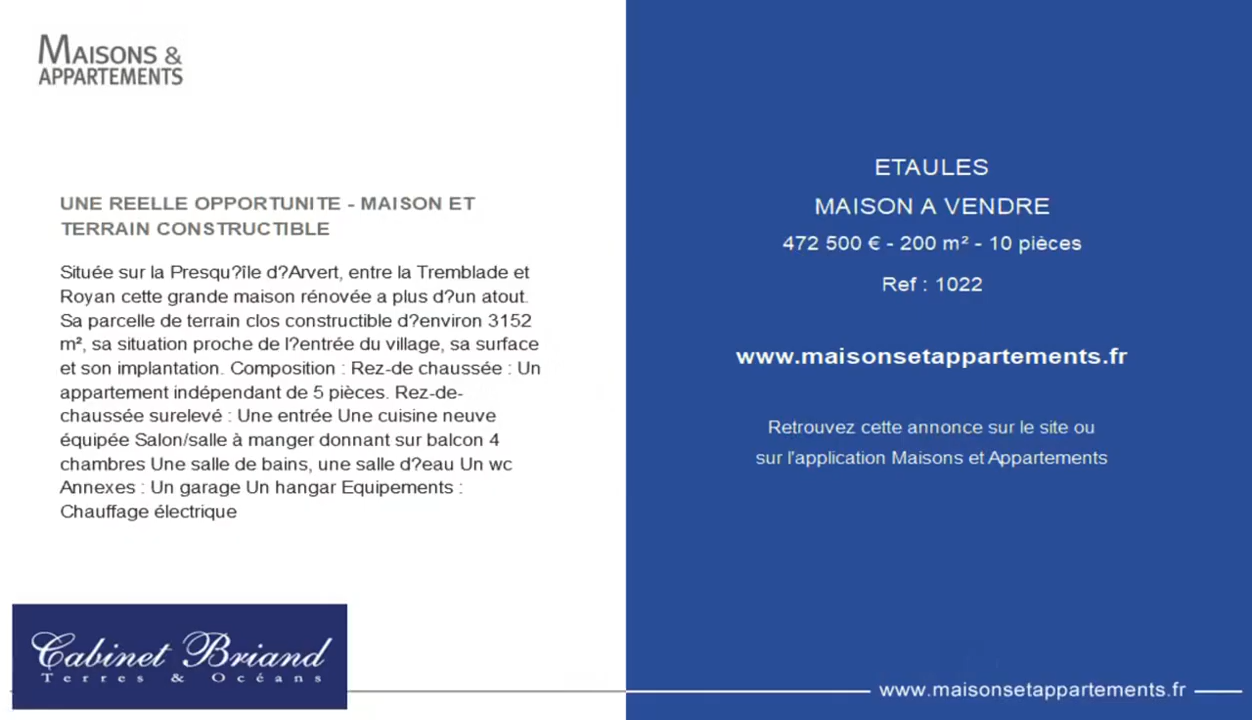 MAISONS &
APPARTEMENTS
UNE REELLE OPPORTUNITE - MAISON ET
TERRAIN CONSTRUCTIBLE
Située sur la Presqu?île d?Arvert, entre la Tremblade et
Royan cette grande maison rénovée a plus d?un atout.
Sa parcelle de terrain clos constructible d?environ 3152
m², sa situation proche de l?entrée du village, sa surface
et son implantation. Composition : Rez-de chaussée : Un
appartement indépendant de 5 pièces. Rez-de-
chaussée surelevé : Une entrée Une cuisine neuve
équipée Salon/salle à manger donnant sur balcon 4
chambres Une salle de bains, une salle d?eau Un wc
Annexes : Un garage Un hangar Equipements :
Chauffage électrique
Cabinet Briand
Terres & Océans
ETAULES
MAISON A VENDRE
472 500 € - 200 m² - 10 pièces
Ref : 1022
www.maisonsetappartements.fr
Retrouvez cette annonce sur le site ou
sur l'application Maisons et Appartements
www.maisonsetappartements.fr